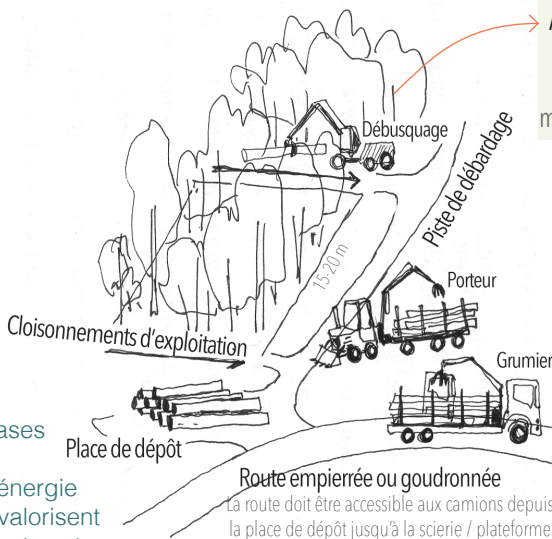 Débusquage
m
Piste de débardage
15-20 m
Porteur
Cloisonnements d'exploitation
Grumier
ases
Place de dépôt
énergie
valorisent
Route empierrée ou goudronnée
La route doit être accessible aux camions depuis
la place de dépôt jusqu'à la scierie / plateforme